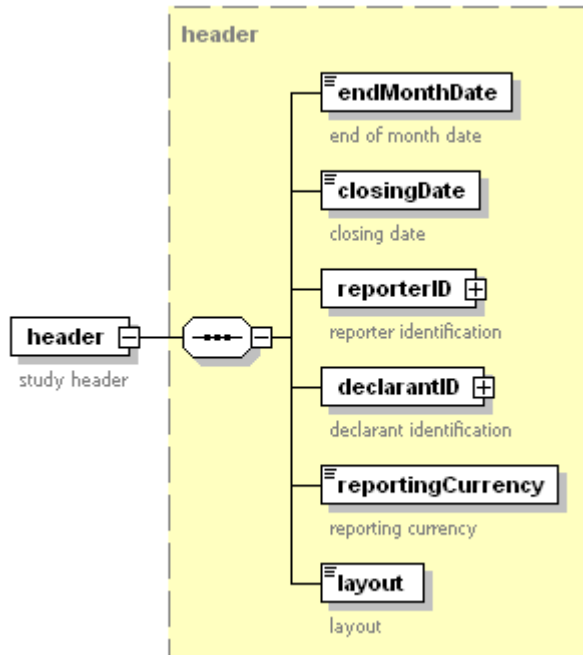 header
endMonthDate
end of month date
closingDate
closing date
reporterID
reporter identification
header
study header
declarantID
declarant identification
reportingCurrency
reporting currency
layout
layout